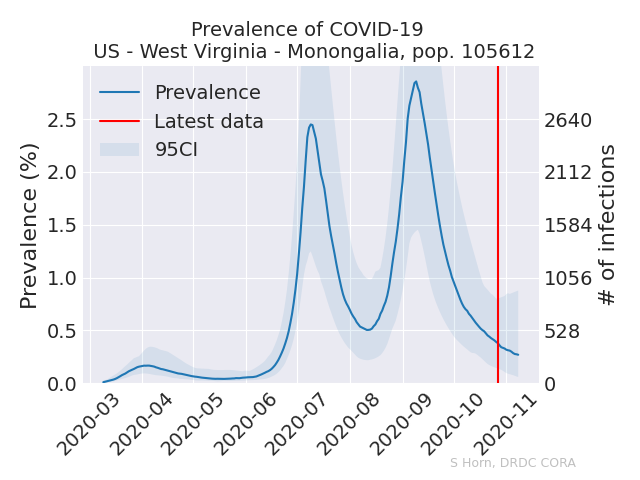 Prevalence of COVID-19
US - West Virginia - Monongalia, pop. 105612
Prevalence
Latest data
95CI
Prevalence (%)
2.5
2.0
1.5
1.0
0.5
0.0
2640
2112
1584
1056
528
0
# of infections
2020-03
2020-04
2020-05
2020-06
2020-07
2020-08
2020-09
2020-10
2020-11
S Horn, DRDC CORA